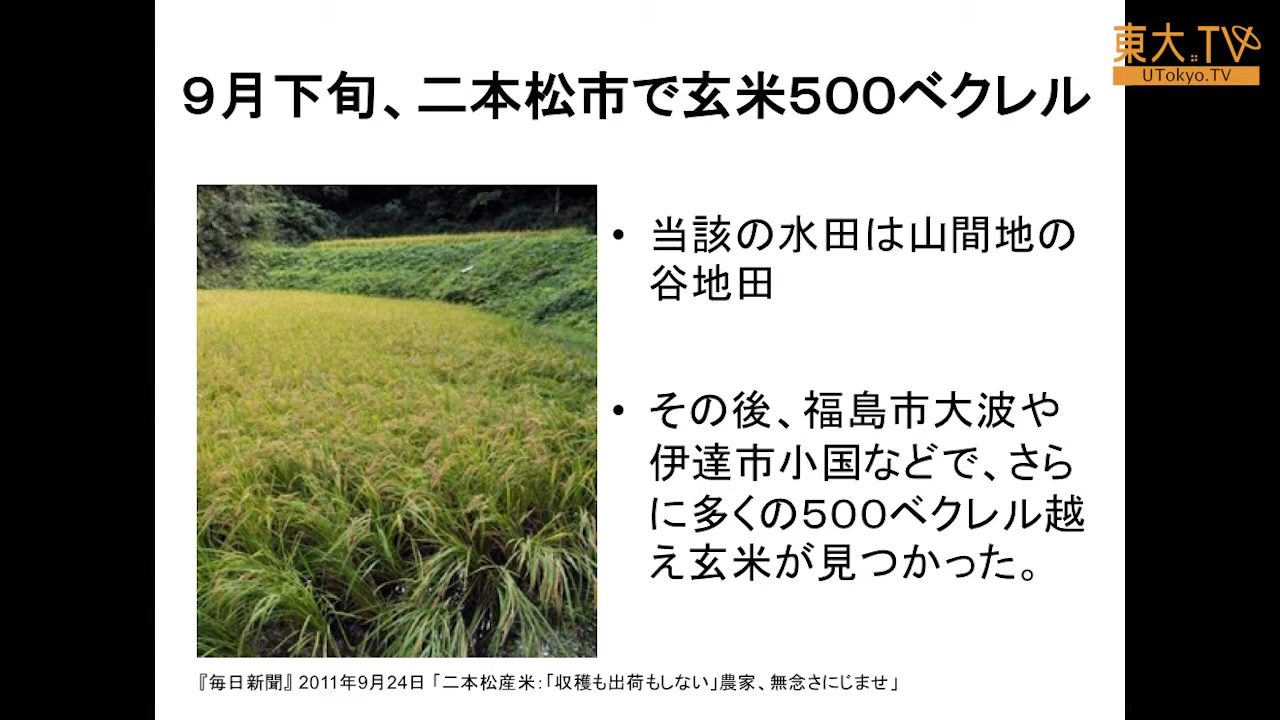 東大.TV
UTokyo.TV
９月下旬、二本松市で玄米５００ベクレル
• 当該の水田は山間地の
谷地田
• その後、福島市大波や
伊達市小国などで、さら
に多くの５００ベクレル越
え玄米が見つかった。
『毎日新聞』 2011年9月24日 「二本松産米：「収穫も出荷もしない」農家、無念さにじませ」